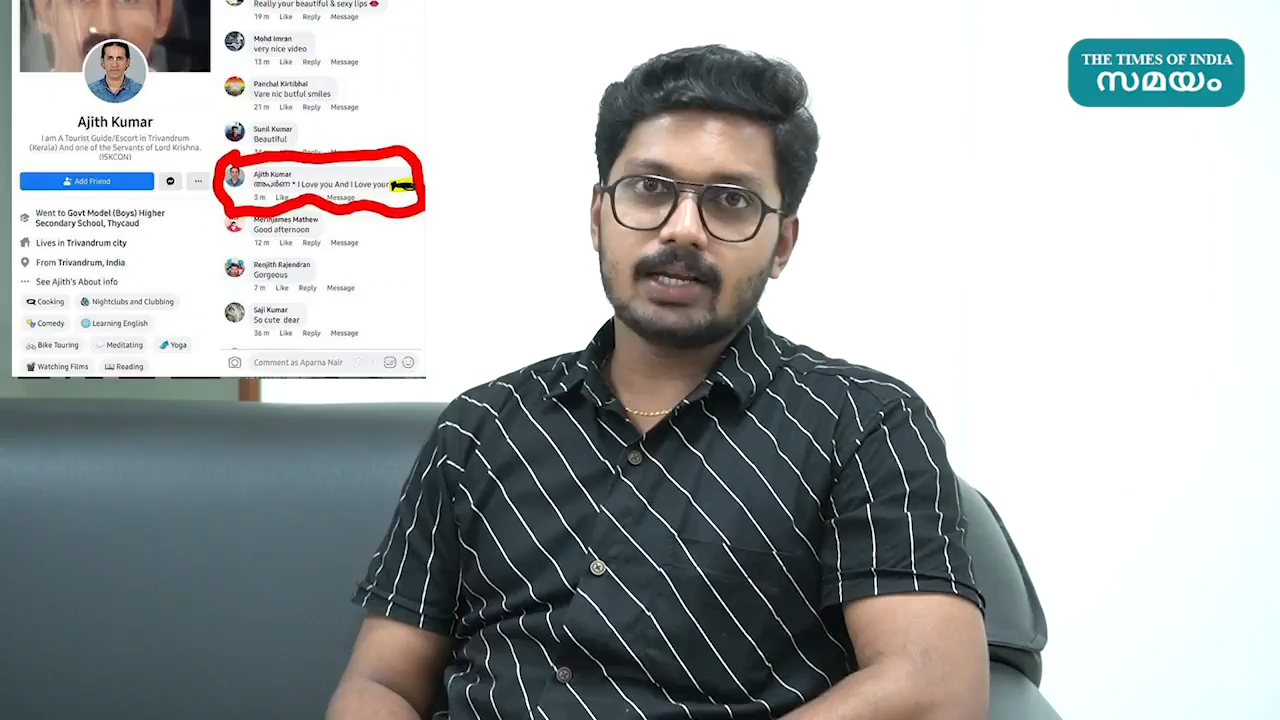 Ajith Kumar
I am A Tourist Guide/Escort in Trivandrum
(Kerala) And one of the Servants of Lord Krishna.
(ISKCON)
Add Friend
Went to Govt Model (Boys) Higher
Secondary School, Thycaud
Lives in Trivandrum city
From Trivandrum, India
See Ajith's About info
Cooking Nightclubs and Clubbing
Comedy Learning English
Bike Touring Meditating Yoga
Watching Films Reading
Really your beautiful & sexy lips
19 m Like Reply Message
Mohd Imran
very nice video
13 m Like Reply Message
Panchal Kirtibhai
Vare nic butful smiles
21 m Like Reply Message
Sunil Kumar
Beautiful
Ajith Kumar
അപർണ * I Love you And I Love your
3 m Like Message
Merinjames Mathew
Good afternoon
12 m Like Reply Message
Renjith Rajendran
Gorgeous
7 m Like Reply Message
Saji Kumar
So cute dear
36 m Like Reply Message
Comment as Aparna Nair
THE TIMES OF INDIA
സമയം